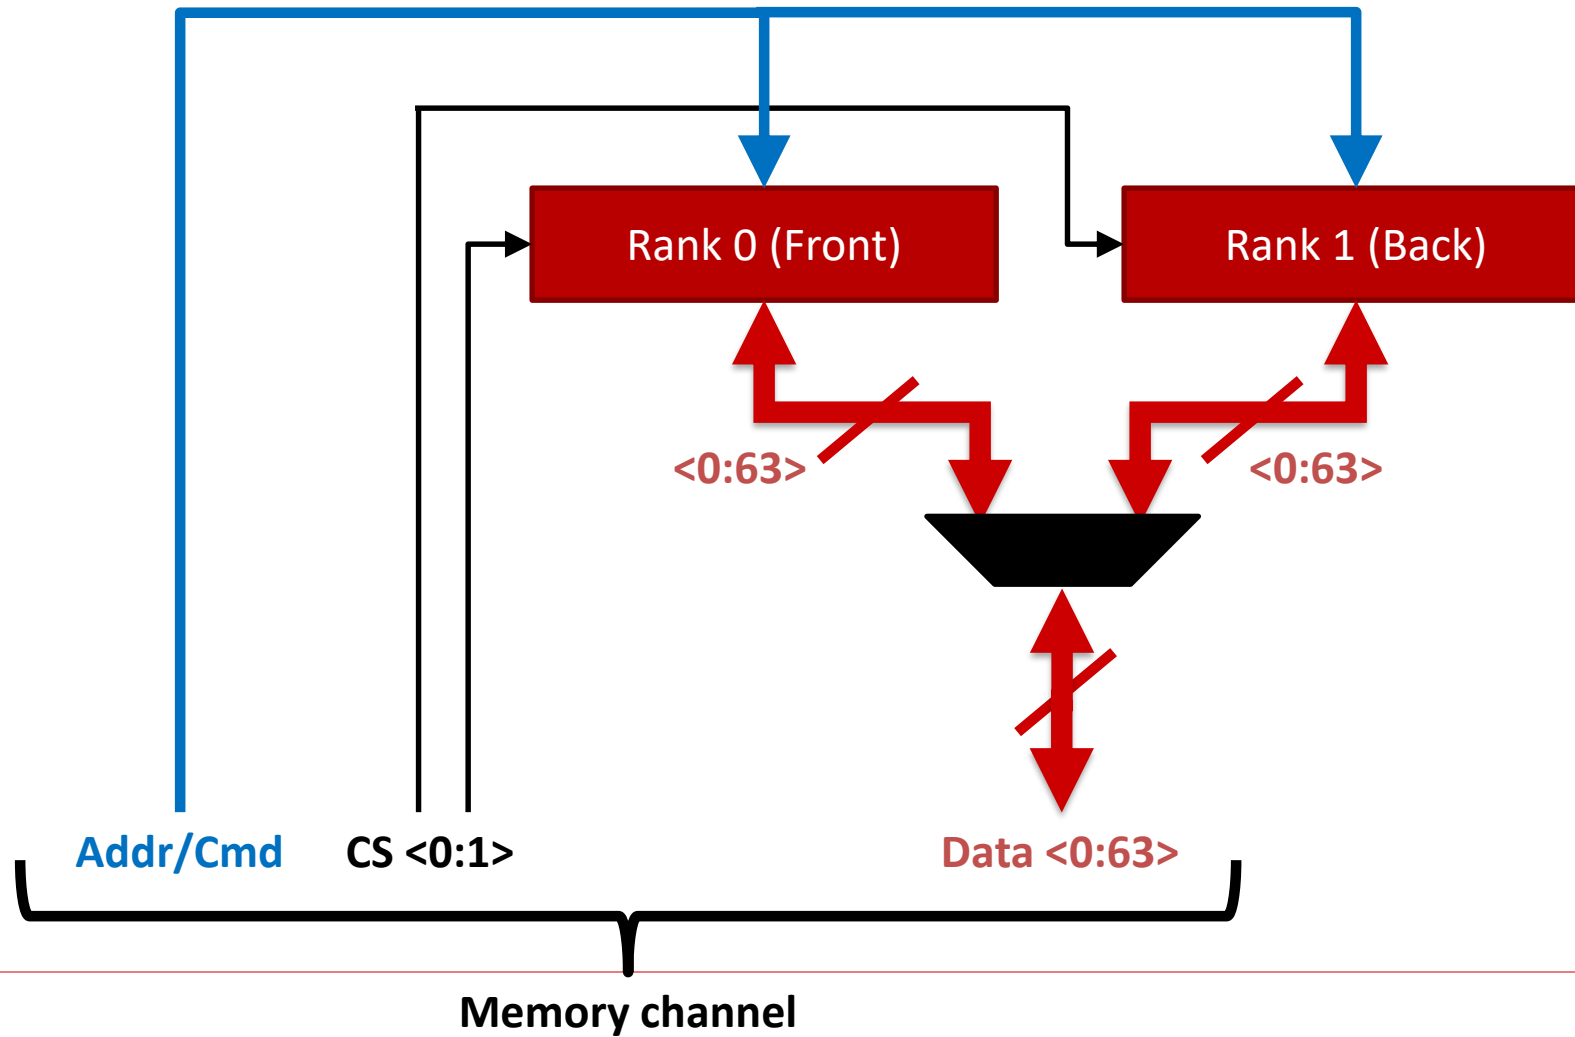 Rank 0 (Front)
Rank 1 (Back)
<0:63>
<0:63>
Addr/Cmd
CS <0:1>
Data <0:63>
Memory channel